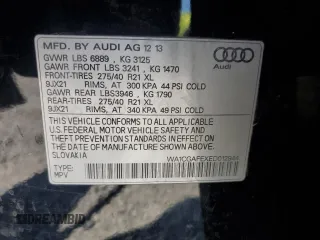 MFD. BY AUDI AG 12 13
GVWR LBS 6889 , KG 3125
GAWR FRONT LBS 3241 , KG 1470
FRONT-TIRES 275/40 R21 XL
9JX21 RIMS, AT 300 KPA 44 PSI COLD
GAWR BACK LBS3946 , KG 1790
REAR-TIRES 275/40 R21 XL
9JX21 RIMS, AT 340 KPA 49 PSI COLD
THIS VEHICLE CONFORMS TO ALL APPLICABLE
U.S. FEDERAL MOTOR VEHICLE SAFETY AND
THEFT PREVENTION STANDARDS IN EFFECT ON
THE DATE OF MANUFACTURE SHOWN ABOVE.
SLOVAKIA
TYPE:
MPV
Audi
DREAMBID